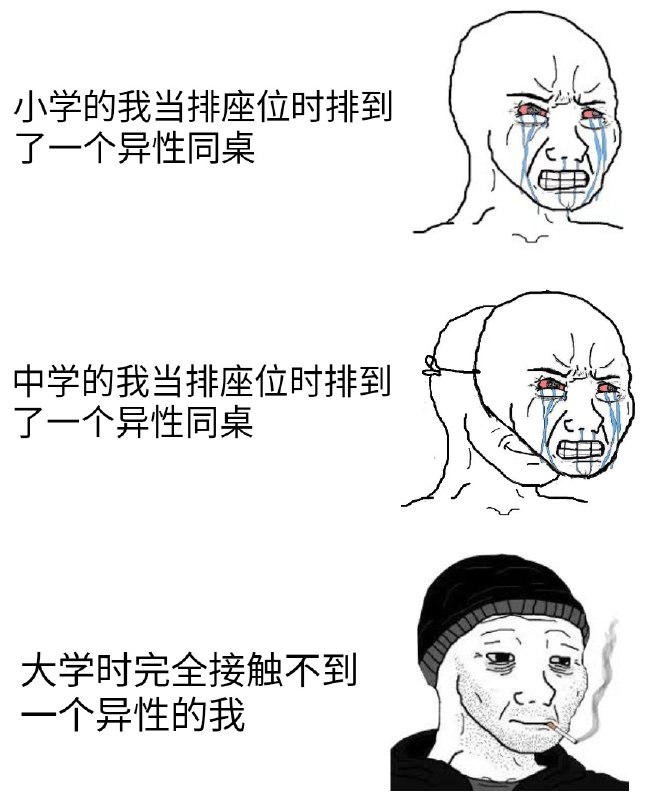 小学的我当排座位时排到
了一个异性同桌
中学的我当排座位时排到
了一个异性同桌
大学时完全接触不到
一个异性的我